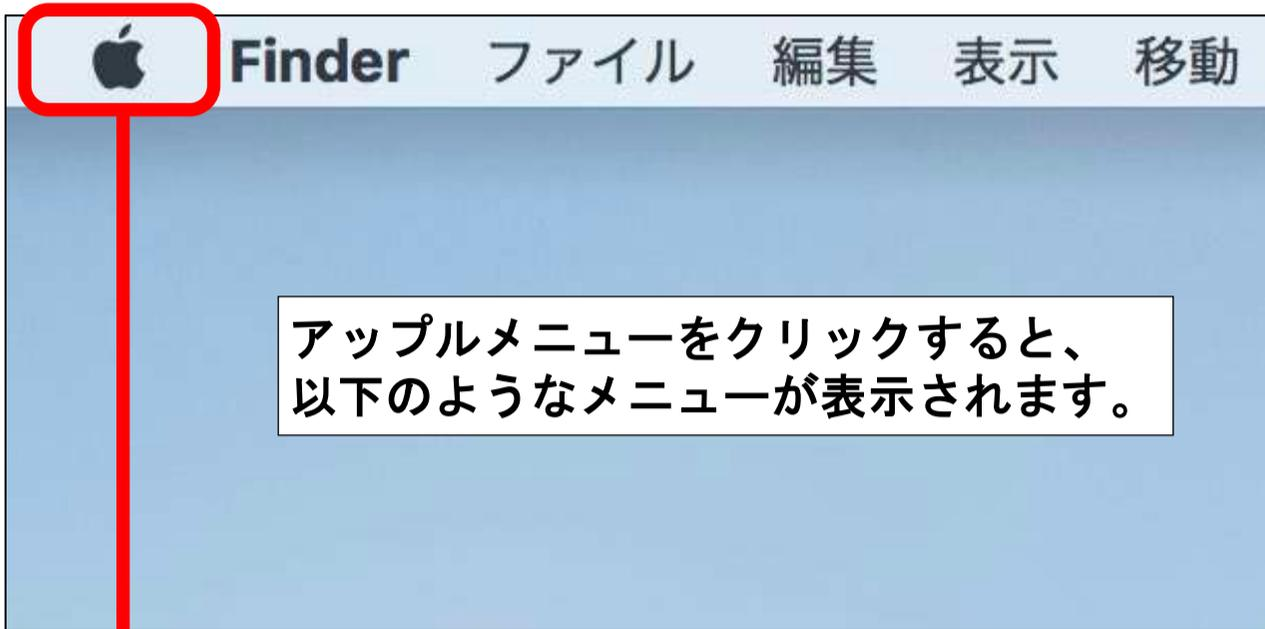 Finder ファイル 編集 表示 移動
アップルメニューをクリックすると、
以下のようなメニューが表示されます。